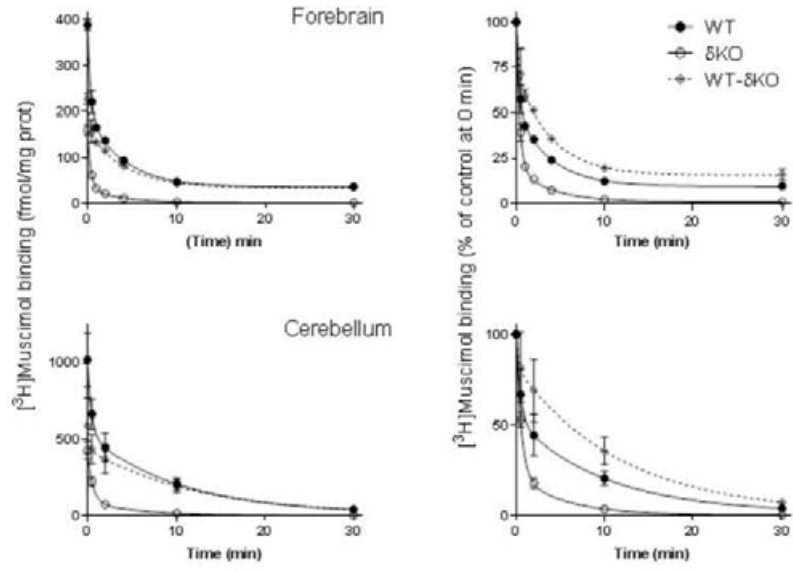 Forebrain
[³H]Muscimol binding (fmol/mg prot)
400
300
200
100
0
0
10
20
30
(Time) min
[³H]Muscimol binding (% of control at 0 min)
100
75
50
25
0
0
10
20
30
Time (min)
WT
δKO
WT-δKO
Cerebellum
1000
500
0
0
10
20
30
Time (min)
100
50
0
0
10
20
30
Time (min)